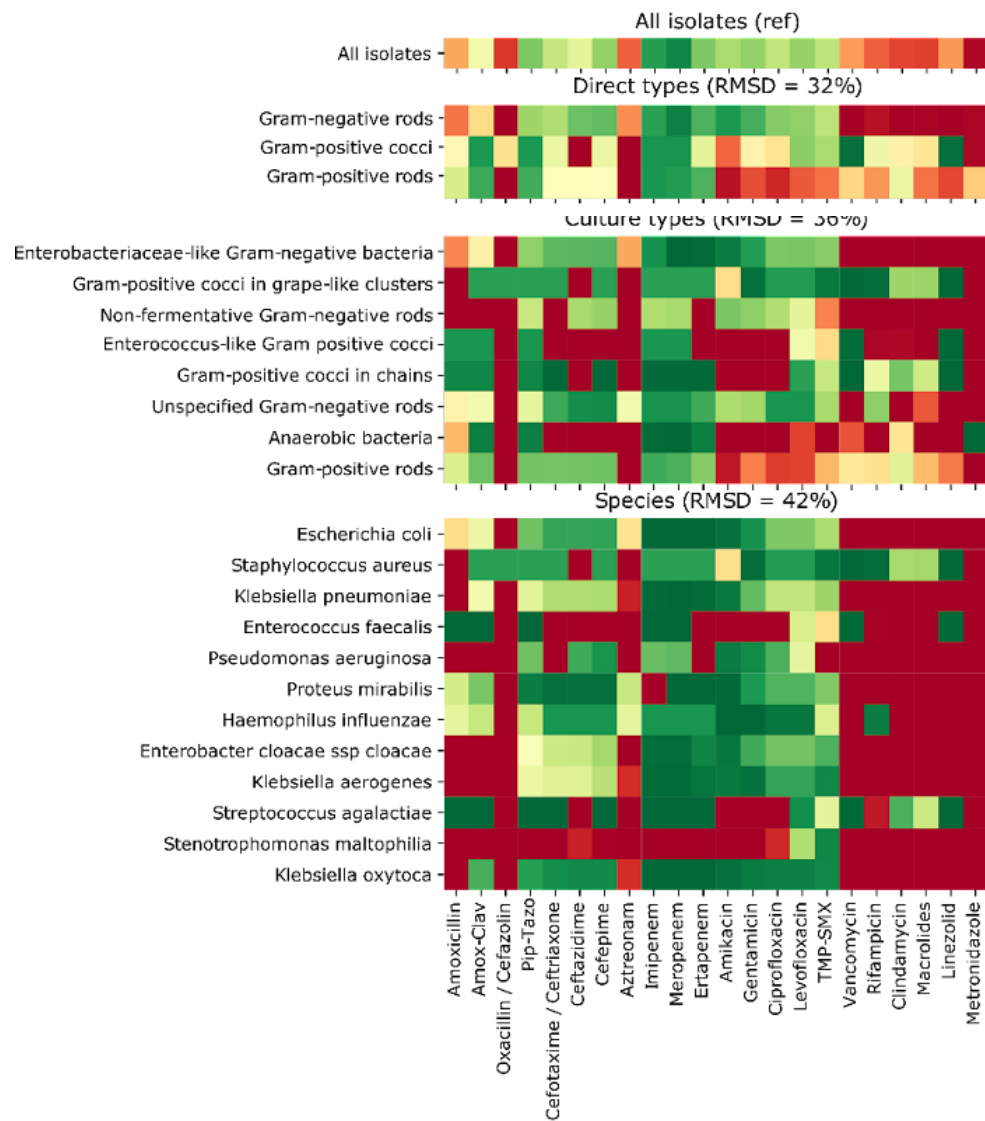 All isolates (ref)
All isolates
Direct types (RMSD = 32%)
Gram-negative rods
Gram-positive cocci
Gram-positive rods
Culture types (RMSD = 36%)
Enterobacteriaceae-like Gram-negative bacteria
Gram-positive cocci in grape-like clusters
Non-fermentative Gram-negative rods
Enterococcus-like Gram positive cocci
Gram-positive cocci in chains
Unspecified Gram-negative rods
Anaerobic bacteria
Gram-positive rods
Species (RMSD = 42%)
Escherichia coli
Staphylococcus aureus
Klebsiella pneumoniae
Enterococcus faecalis
Pseudomonas aeruginosa
Proteus mirabilis
Haemophilus influenzae
Enterobacter cloacae ssp cloacae
Klebsiella aerogenes
Streptococcus agalactiae
Stenotrophomonas maltophilia
Klebsiella oxytoca
Amoxicillin
Amox-Clav
Oxacillin / Cefazolin
Pip-Tazo
Cefotaxime / Ceftriaxone
Ceftazidime
Cefepime
Aztreonam
Imipenem
Meropenem
Ertapenem
Amikacin
Gentamicin
Ciprofloxacin
Levofloxacin
TMP-SMX
Vancomycin
Rifampicin
Clindamycin
Macrolides
Linezolid
Metronidazole